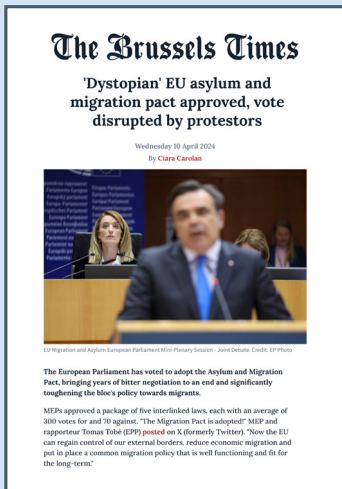 The Brussels Times
'Dystopian' EU asylum and
migration pact approved, vote
disrupted by protestors
Wednesday 10 April 2024
By Ciara Carolan
EU Migration and Asylum European Parliament Mini-Plenary Session - Joint Debate. Credit: EP Photo
The European Parliament has voted to adopt the Asylum and Migration
Pact, bringing years of bitter negotiation to an end and significantly
toughening the bloc's policy towards migrants.
MEPs approved a package of five interlinked laws, each with an average of
300 votes for and 70 against. "The Migration Pact is adopted!" MEP and
rapporteur Tomas Tobé (EPP) posted on X (formerly Twitter). "Now the EU
can regain control of our external borders, reduce economic migration and
put in place a common migration policy that is well functioning and fit for
the long-term."